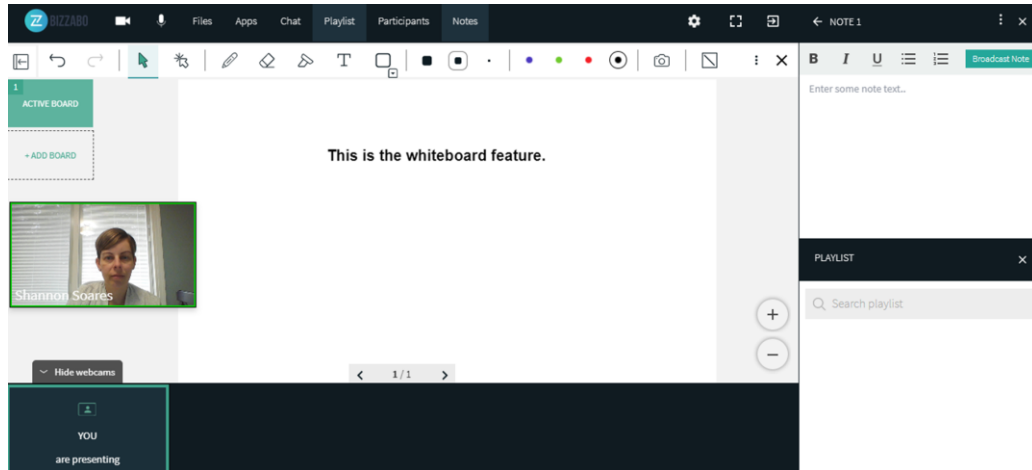 BIZZABO Files Apps Chat Playlist Participants Notes
NOTE 1
B I U Broadcast Note
T
1
ACTIVE BOARD
+ ADD BOARD
This is the whiteboard feature.
Enter some note text...
Shannon Soares
PLAYLIST
Search playlist
Hide webcams
1/1
YOU
are presenting